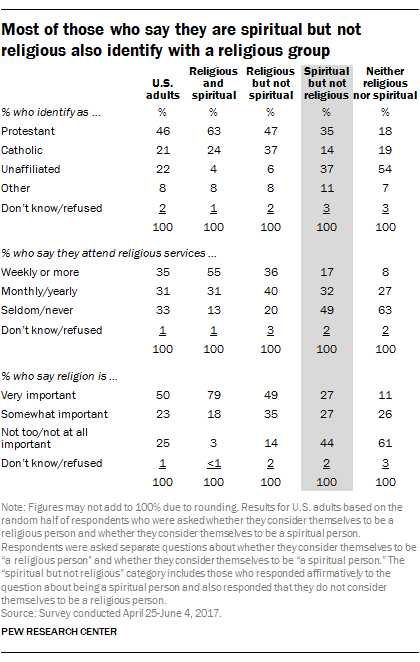 Most of those who say they are spiritual but not
religious also identify with a religious group
U.S. adults Religious and spiritual Religious but not spiritual Spiritual but not religious Neither religious nor spiritual
% who identify as ... % % % % %
Protestant 46 63 47 35 18
Catholic 21 24 37 14 19
Unaffiliated 22 4 6 37 54
Other 8 8 8 11 7
Don't know/refused 2 1 2 3 3
100 100 100 100 100
% who say they attend religious services ...
Weekly or more 35 55 36 17 8
Monthly/yearly 31 31 40 32 27
Seldom/never 33 13 20 49 63
Don't know/refused 1 1 3 2 2
100 100 100 100 100
% who say religion is ...
Very important 50 79 49 27 11
Somewhat important 23 18 35 27 26
Not too/not at all
important 25 3 14 44 61
Don't know/refused 1 <1 2 2 3
100 100 100 100 100
Note: Figures may not add to 100% due to rounding. Results for U.S. adults based on the
random half of respondents who were asked whether they consider themselves to be a
religious person and whether they consider themselves to be a spiritual person.
Respondents were asked separate questions about whether they consider themselves to be
"a religious person" and whether they consider themselves to be "a spiritual person." The
"spiritual but not religious" category includes those who responded affirmatively to the
question about being a spiritual person and also responded that they do not consider
themselves to be a religious person.
Source: Survey conducted April 25-June 4, 2017.
PEW RESEARCH CENTER